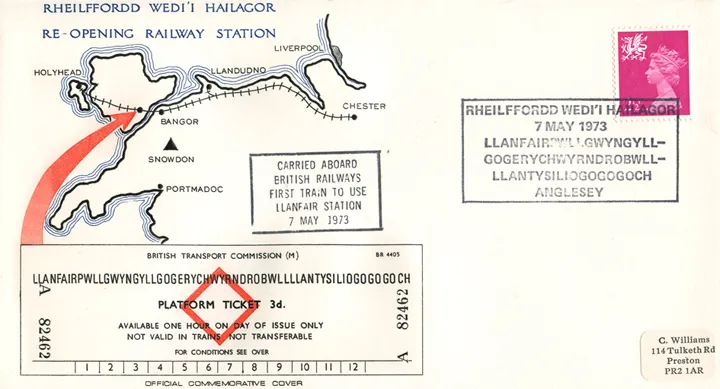 RHEILFFORDD WEDI'I HAILAGOR
RE-OPENING RAILWAY STATION
LIVERPOOL
HOLYHEAD
LLANDUDNO
CHESTER
BANGOR
SNOWDON
PORTMADOC
CARRIED ABOARD
BRITISH RAILWAYS
FIRST TRAIN TO USE
LLANFAIR STATION
7 MAY 1973
RHEILFFORDD WEDI'I HAILAGOR
7 MAY 1973
LLANFAIRPWLLGWYNGYLL-
GOGERYCHWYRNDROBWLL-
LLANTYSILIOGOGOGOCH
ANGLESEY
BRITISH TRANSPORT COMMISSION (M) BR 4405
LLANFAIRPWLLGWYNGYLLGOGERYCHWYRNDROBWLLLLANTYSILIOGOGOGOCH
PLATFORM TICKET 3d.
AVAILABLE ONE HOUR ON DAY OF ISSUE ONLY
NOT VALID IN TRAINS NOT TRANSFERABLE
FOR CONDITIONS SEE OVER
A 82462
82462 A
1 2 3 4 5 6 7 8 9 10 11 12
OFFICIAL COMMEMORATIVE COVER
C. Williams
114 Tulketh Rd
Preston
PR2 1AR